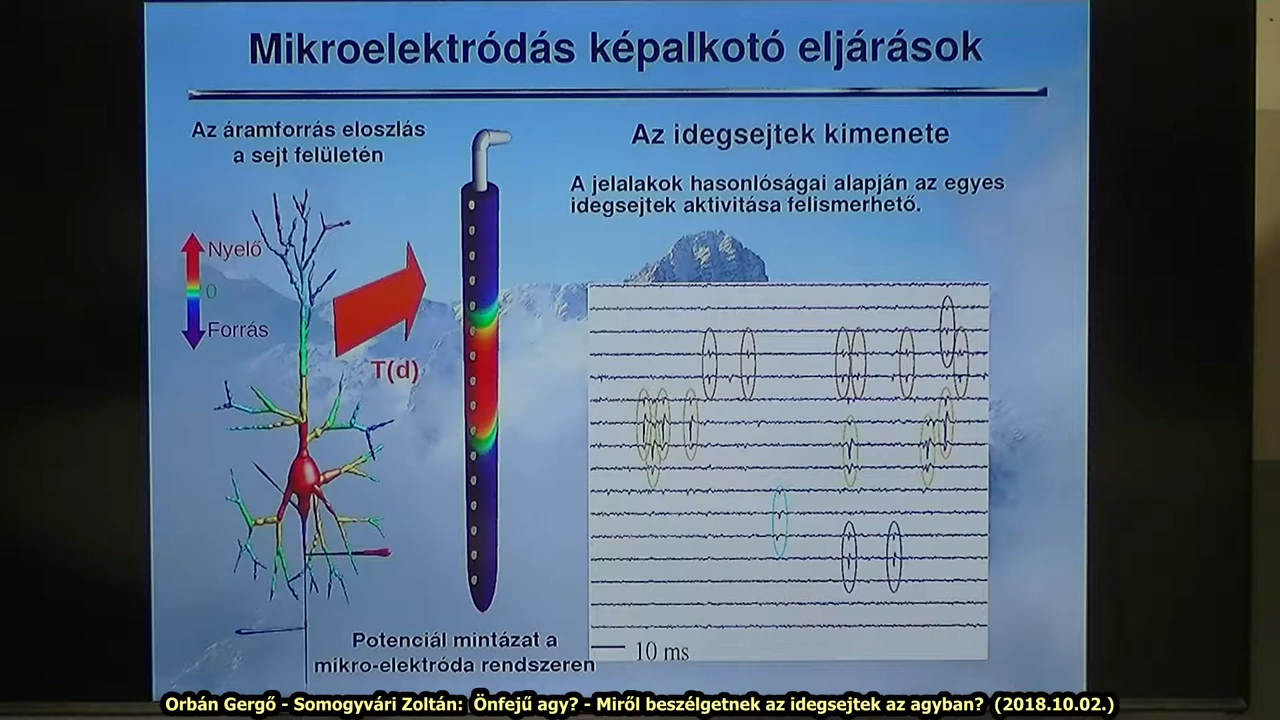 Mikroelektródás képalkotó eljárások
Az áramforrás eloszlás
a sejt felületén
Nyelő
0
Forrás
T(d)
Potenciál mintázat a
mikro-elektróda rendszeren
Az idegsejtek kimenete
A jelalakok hasonlóságai alapján az egyes
idegsejtek aktivitása felismerhető.
10 ms
Orbán Gergő - Somogyvári Zoltán: Önfejű agy? - Miről beszélgetnek az idegsejtek az agyban? (2018.10.02.)